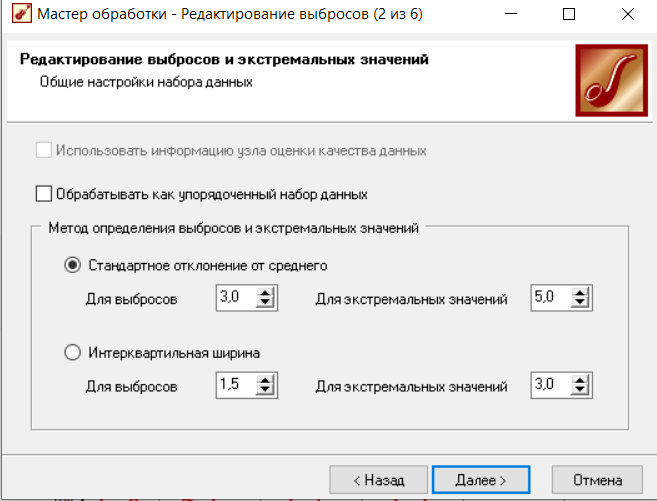 Мастер обработки - Редактирование выбросов (2 из 6)
Редактирование выбросов и экстремальных значений
Общие настройки набора данных
Использовать информацию узла оценки качества данных
Обрабатывать как упорядоченный набор данных
Метод определения выбросов и экстремальных значений
Стандартное отклонение от среднего
Для выбросов 3,0 Для экстремальных значений 5,0
Интерквартильная ширина
Для выбросов 1,5 Для экстремальных значений 3,0
< Назад Далее > Отмена